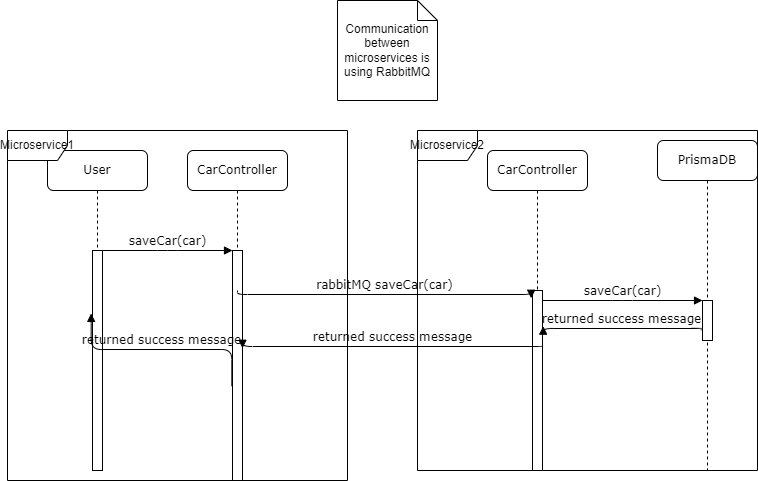 Communication
between
microservices is
using RabbitMQ
Microservice1
Microservice2
User
CarController
CarController
PrismaDB
saveCar(car)
rabbitMQ saveCar(car)
saveCar(car)
returned success message
returned success message
returned success message